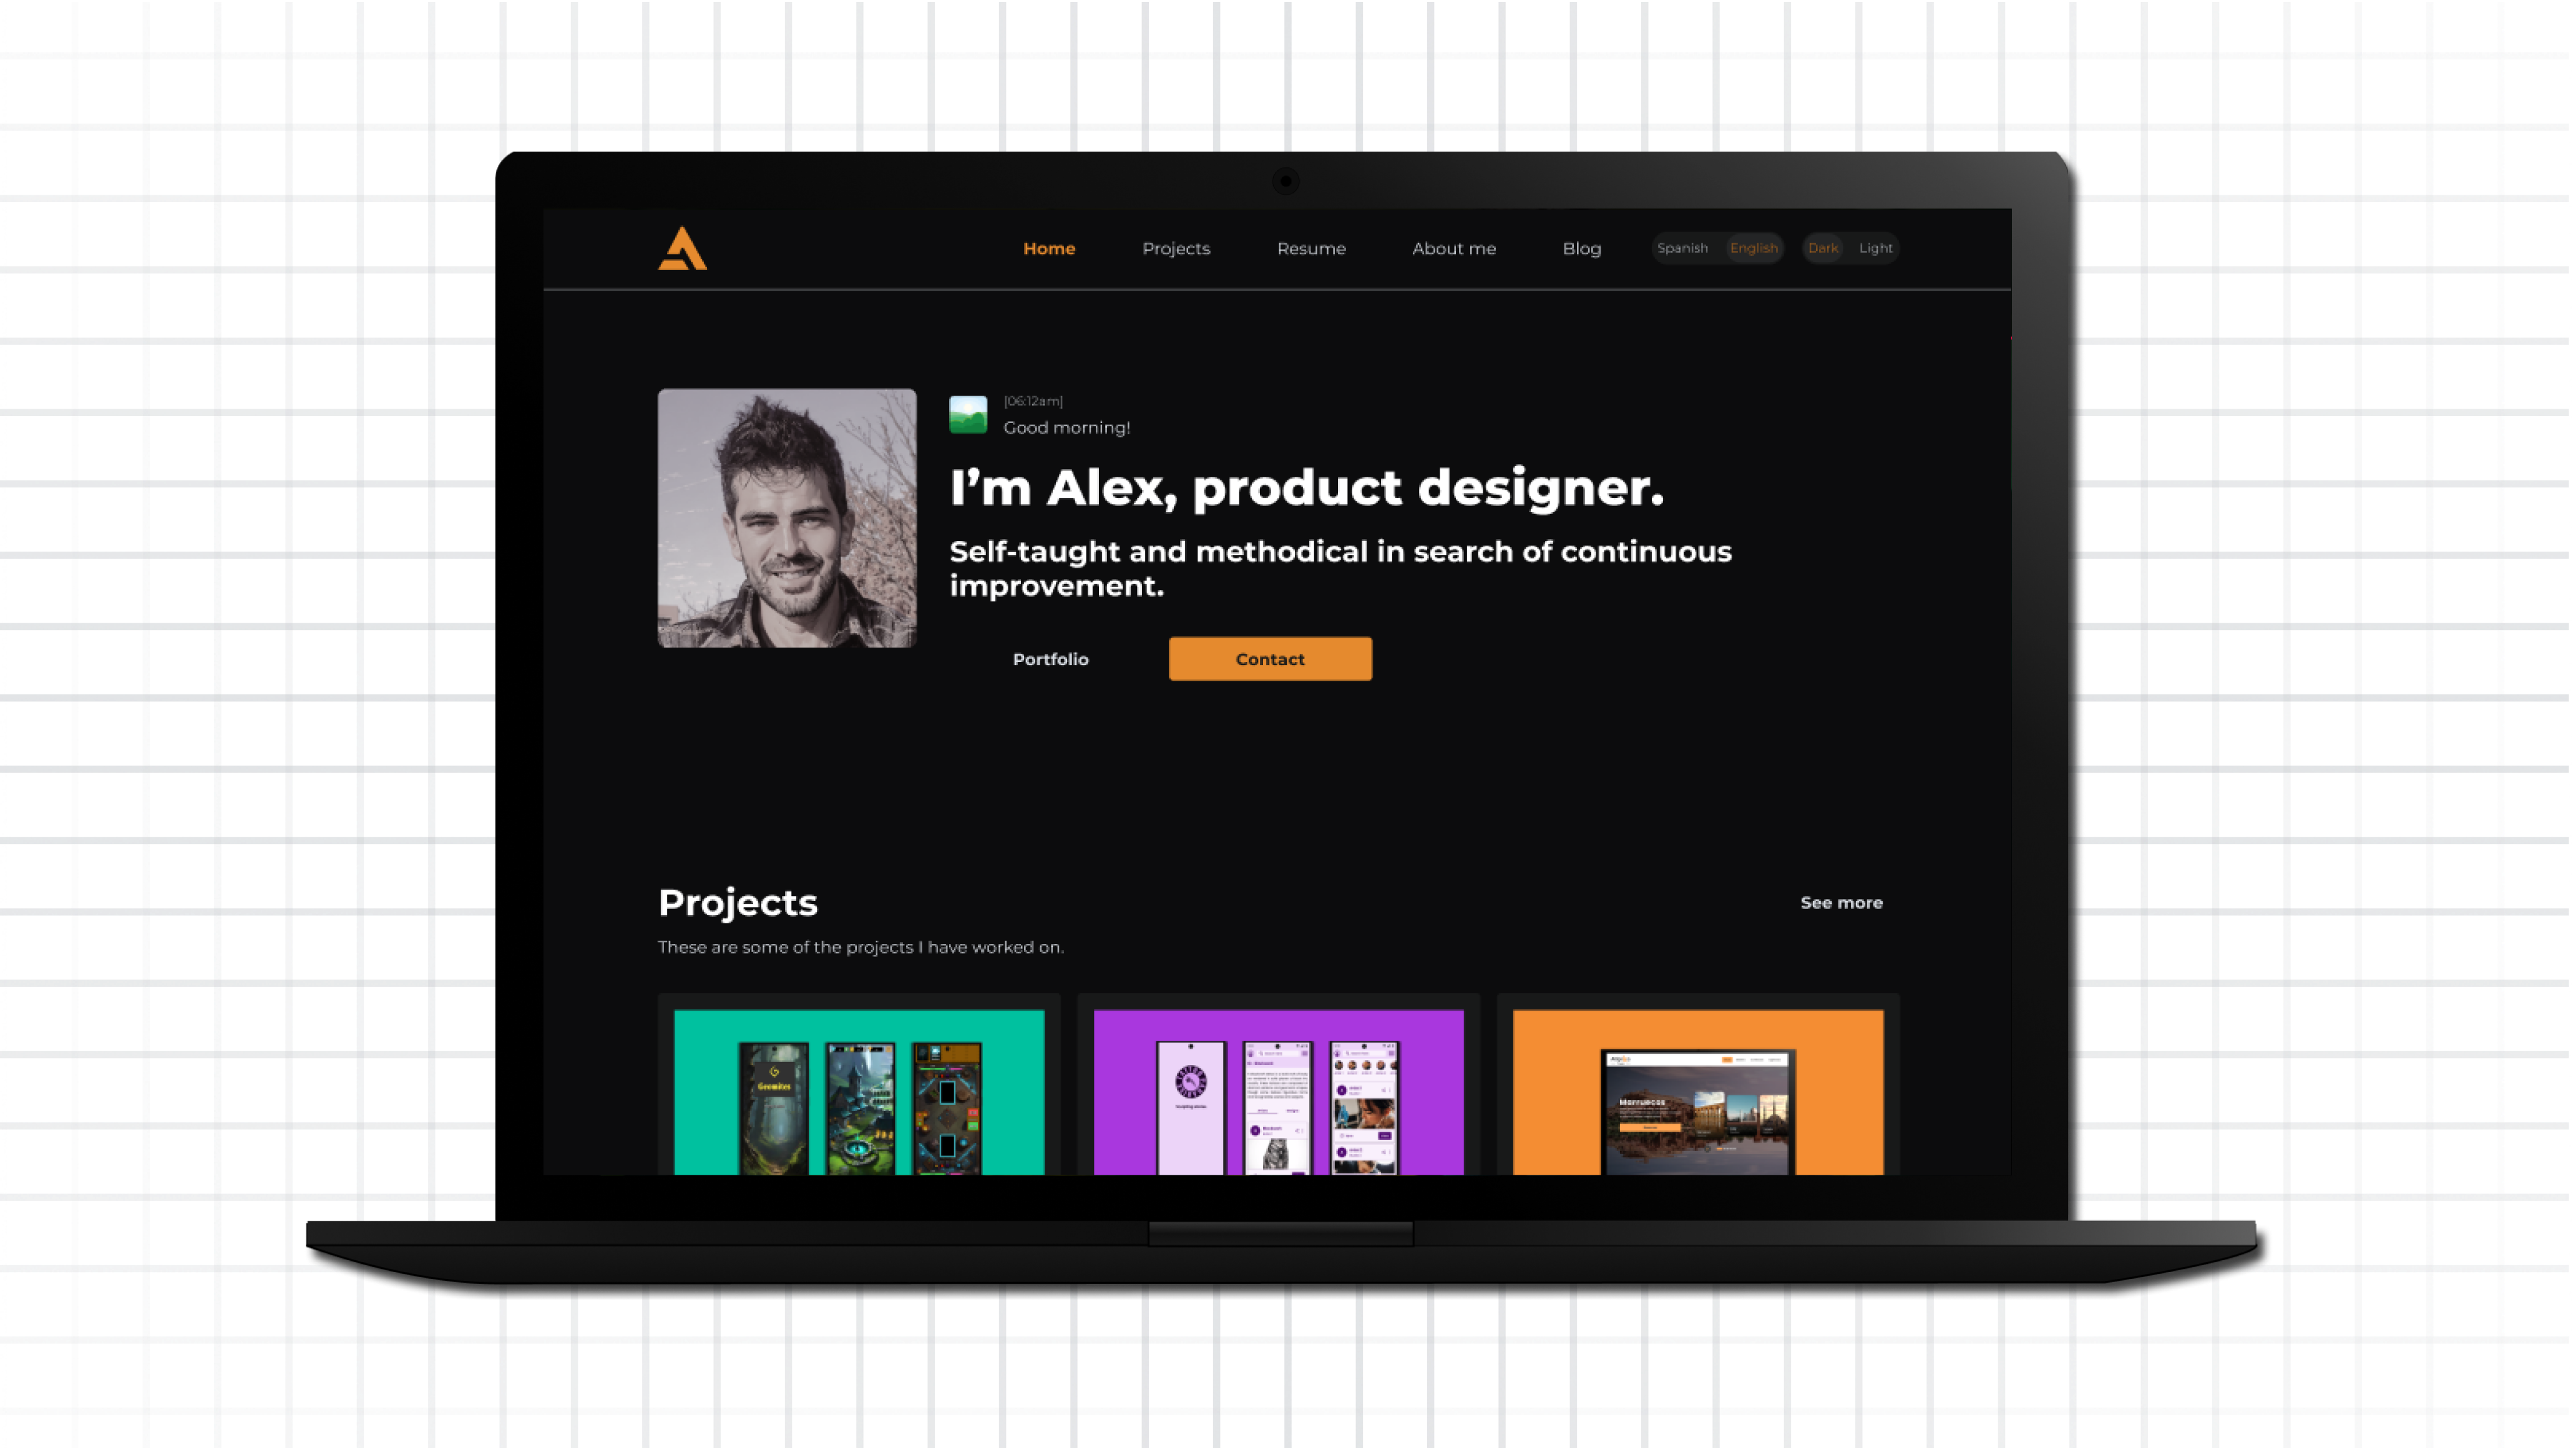 Home Projects Resume About me Blog Spanish English Dark Light
[06:12am]
Good morning!
I’m Alex, product designer.
Self-taught and methodical in search of continuous
improvement.
Portfolio Contact
Projects See more
These are some of the projects I have worked on.
Geomites
Marruecos